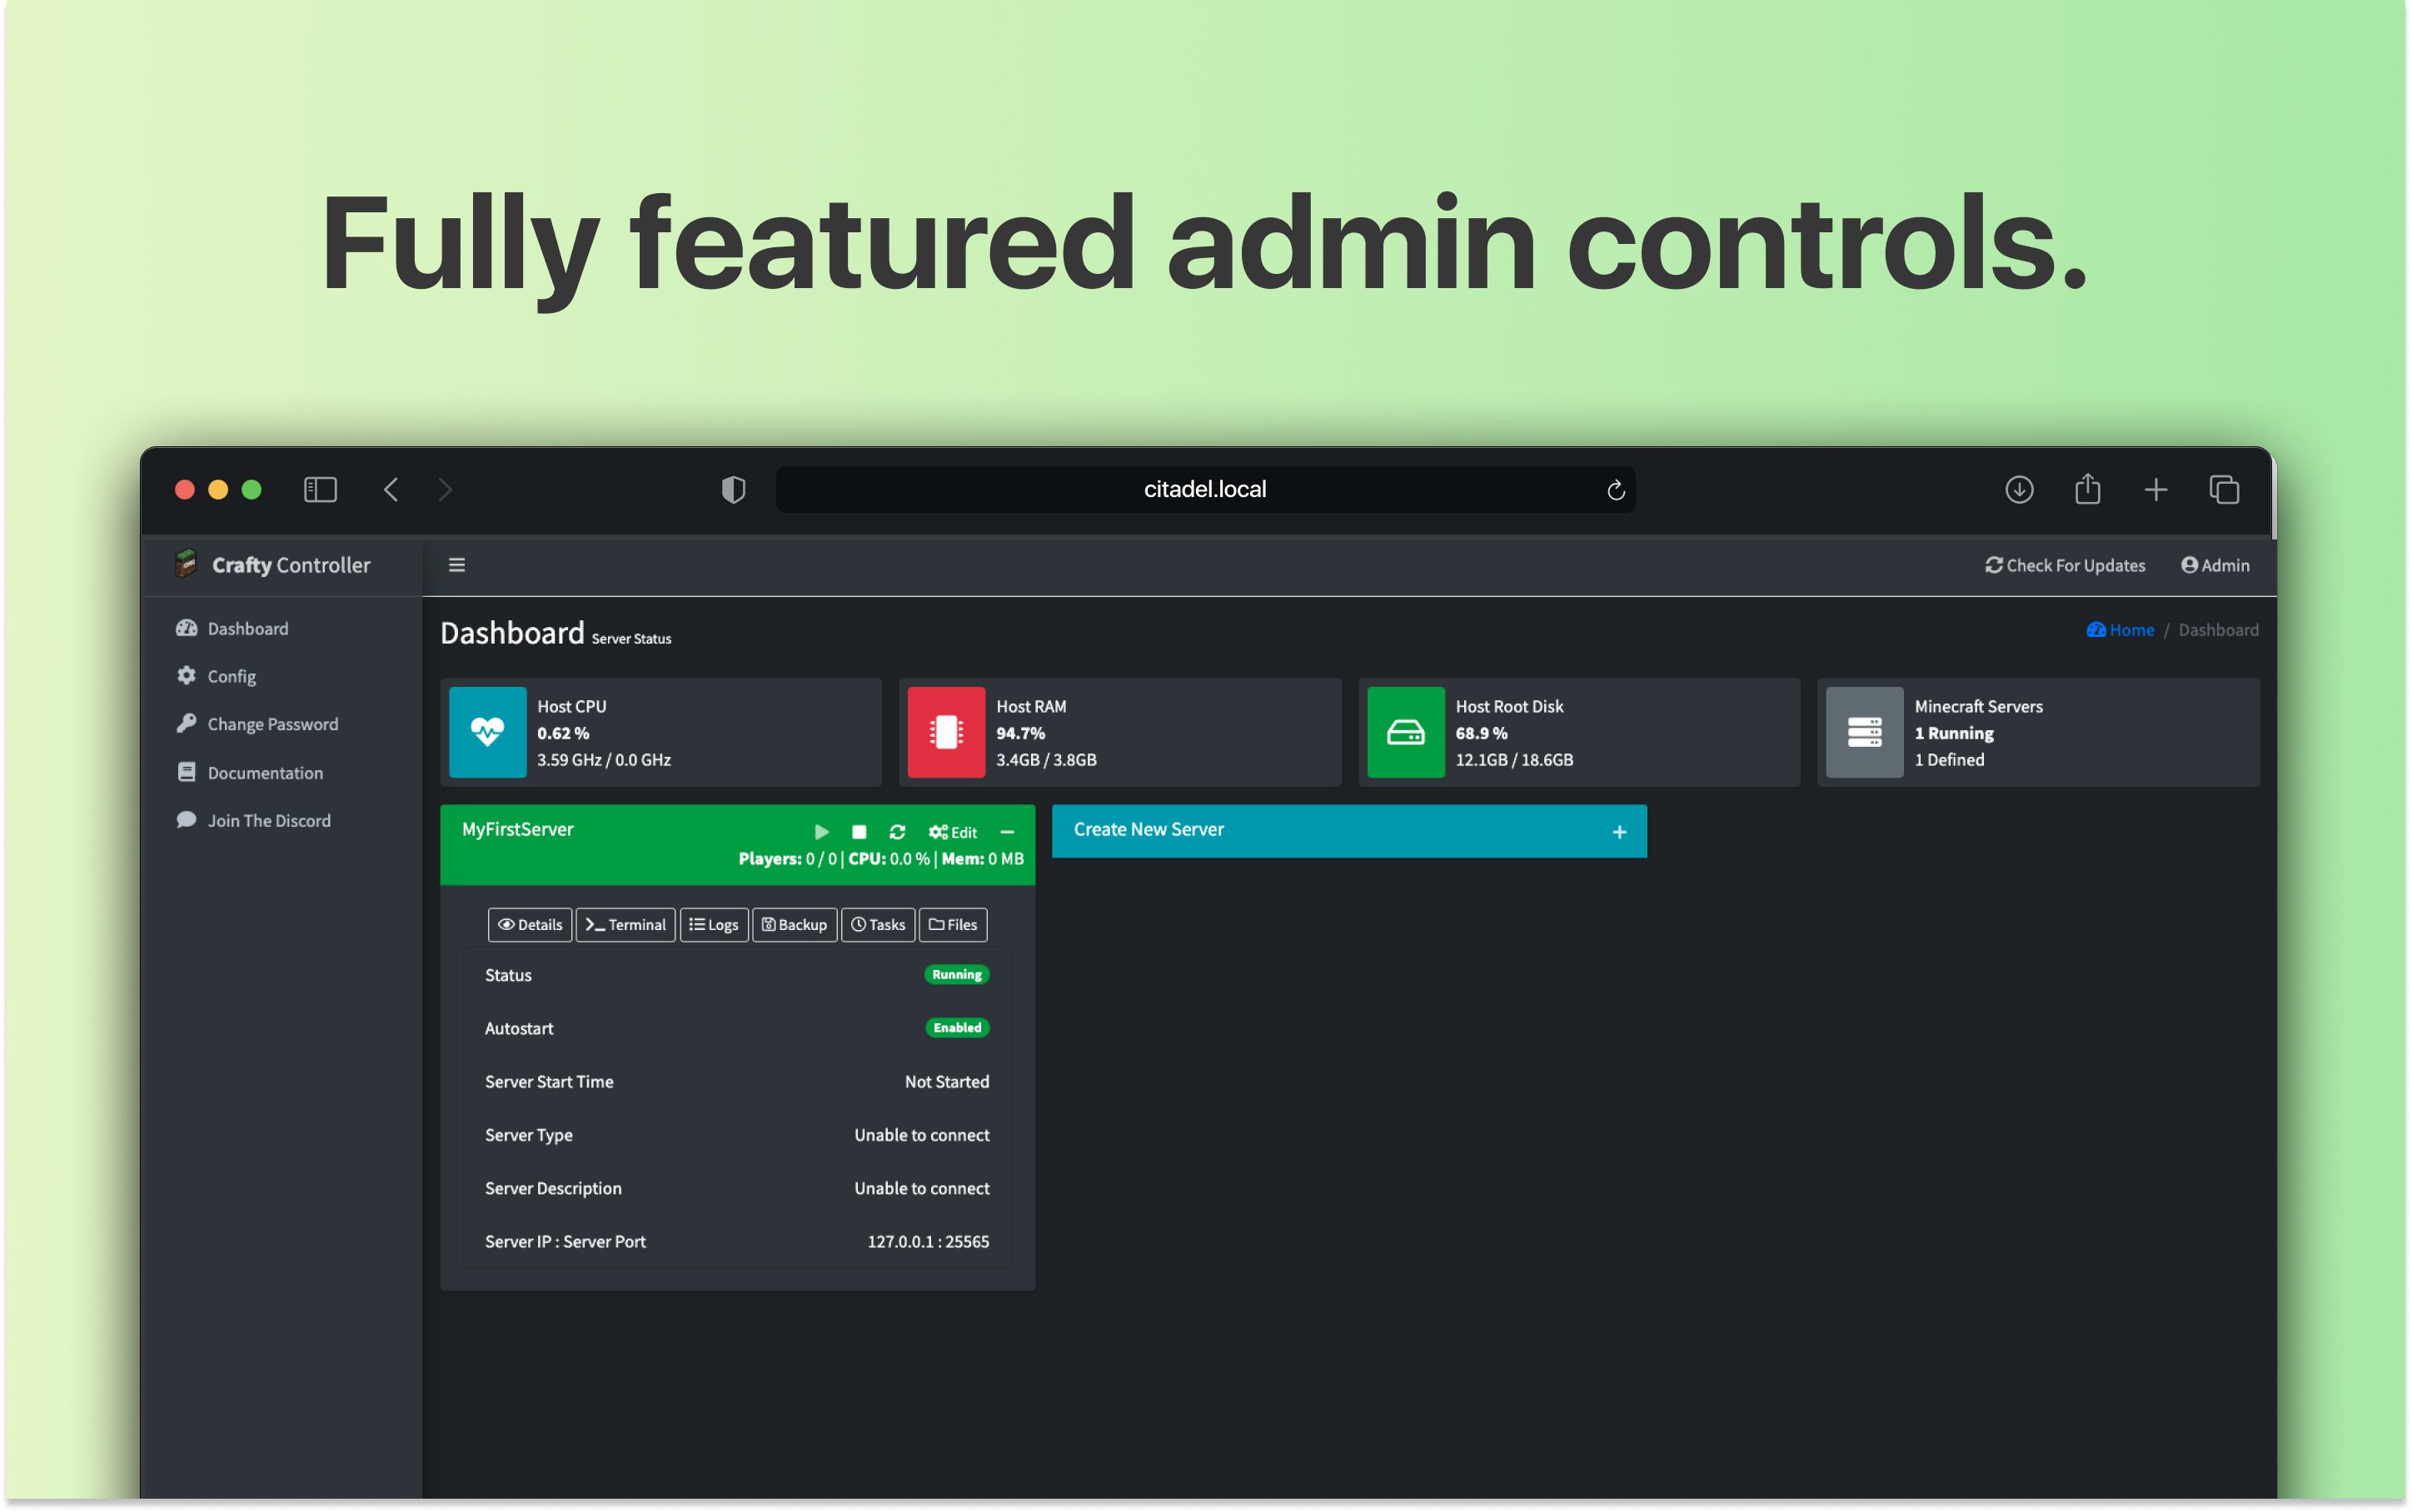 Fully featured admin controls.
citadel.local
Crafty Controller
Check For Updates
Admin
Dashboard
Config
Change Password
Documentation
Join The Discord
Dashboard Server Status
Home / Dashboard
Host CPU
0.62 %
3.59 GHz / 0.0 GHz
Host RAM
94.7%
3.4GB / 3.8GB
Host Root Disk
68.9 %
12.1GB / 18.6GB
Minecraft Servers
1 Running
1 Defined
MyFirstServer
Edit
Players: 0 / 0 | CPU: 0.0 % | Mem: 0 MB
Create New Server
Details Terminal Logs Backup Tasks Files
Status Running
Autostart Enabled
Server Start Time Not Started
Server Type Unable to connect
Server Description Unable to connect
Server IP : Server Port 127.0.0.1 : 25565